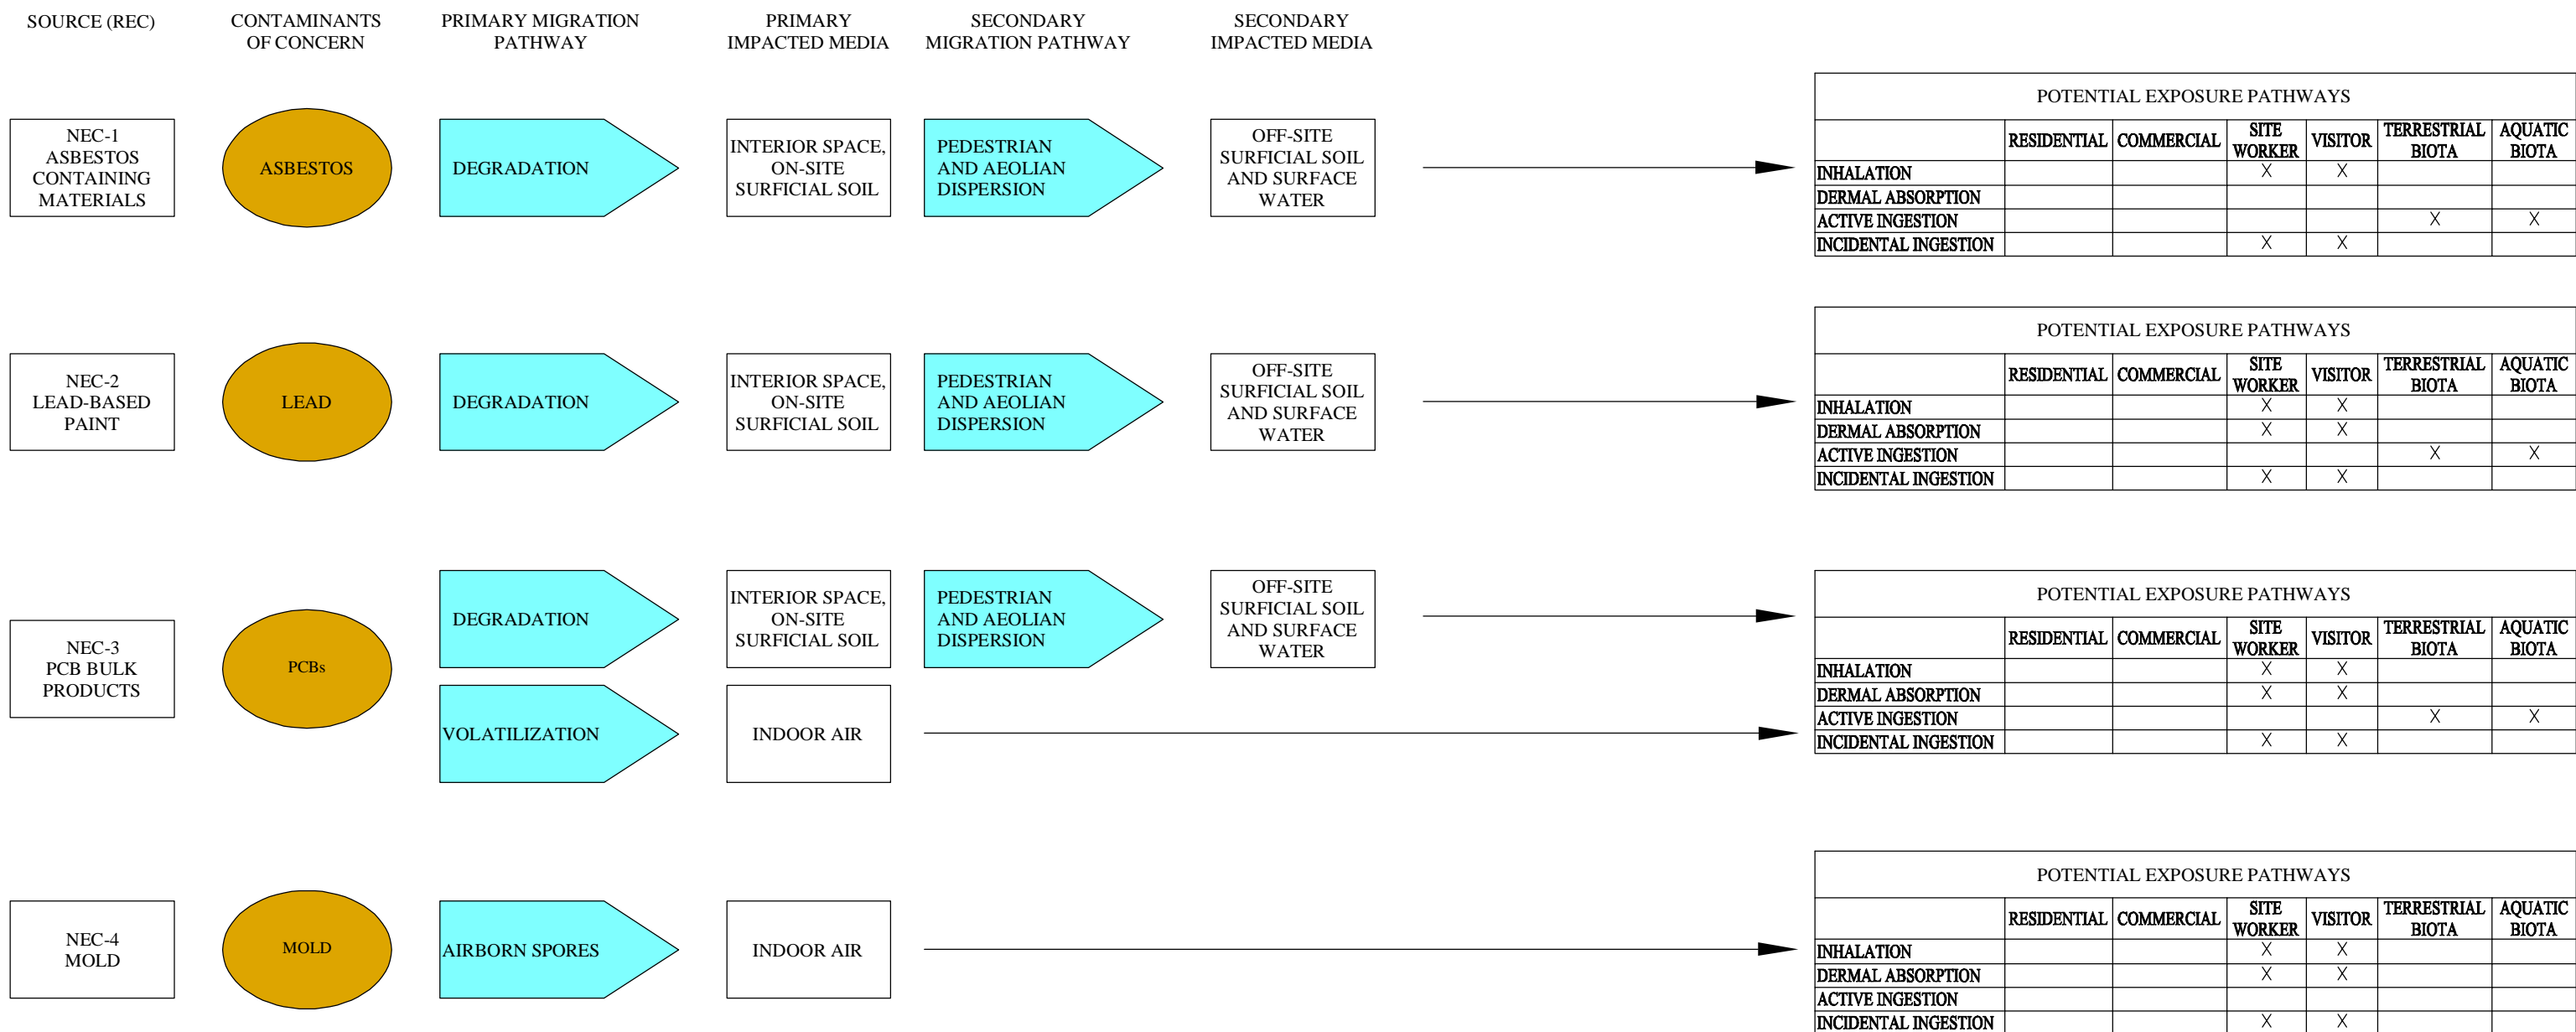 SOURCE (REC)
CONTAMINANTS
OF CONCERN
PRIMARY MIGRATION
PATHWAY
PRIMARY
IMPACTED MEDIA
SECONDARY
MIGRATION PATHWAY
SECONDARY
IMPACTED MEDIA
NEC-1
ASBESTOS
CONTAINING
MATERIALS
ASBESTOS
DEGRADATION
INTERIOR SPACE,
ON-SITE
SURFICIAL SOIL
PEDESTRIAN
AND AEOLIAN
DISPERSION
OFF-SITE
SURFICIAL SOIL
AND SURFACE
WATER
POTENTIAL EXPOSURE PATHWAYS
RESIDENTIAL COMMERCIAL SITE WORKER VISITOR TERRESTRIAL BIOTA AQUATIC BIOTA
INHALATION X X
DERMAL ABSORPTION
ACTIVE INGESTION X X
INCIDENTAL INGESTION X X
NEC-2
LEAD-BASED
PAINT
LEAD
DEGRADATION
INTERIOR SPACE,
ON-SITE
SURFICIAL SOIL
PEDESTRIAN
AND AEOLIAN
DISPERSION
OFF-SITE
SURFICIAL SOIL
AND SURFACE
WATER
POTENTIAL EXPOSURE PATHWAYS
RESIDENTIAL COMMERCIAL SITE WORKER VISITOR TERRESTRIAL BIOTA AQUATIC BIOTA
INHALATION X X
DERMAL ABSORPTION X X
ACTIVE INGESTION X X
INCIDENTAL INGESTION X X
NEC-3
PCB BULK
PRODUCTS
PCBs
DEGRADATION
INTERIOR SPACE,
ON-SITE
SURFICIAL SOIL
PEDESTRIAN
AND AEOLIAN
DISPERSION
OFF-SITE
SURFICIAL SOIL
AND SURFACE
WATER
VOLATILIZATION
INDOOR AIR
POTENTIAL EXPOSURE PATHWAYS
RESIDENTIAL COMMERCIAL SITE WORKER VISITOR TERRESTRIAL BIOTA AQUATIC BIOTA
INHALATION X X
DERMAL ABSORPTION X X
ACTIVE INGESTION X X
INCIDENTAL INGESTION X X
NEC-4
MOLD
MOLD
AIRBORN SPORES
INDOOR AIR
POTENTIAL EXPOSURE PATHWAYS
RESIDENTIAL COMMERCIAL SITE WORKER VISITOR TERRESTRIAL BIOTA AQUATIC BIOTA
INHALATION X X
DERMAL ABSORPTION X X
ACTIVE INGESTION
INCIDENTAL INGESTION X X